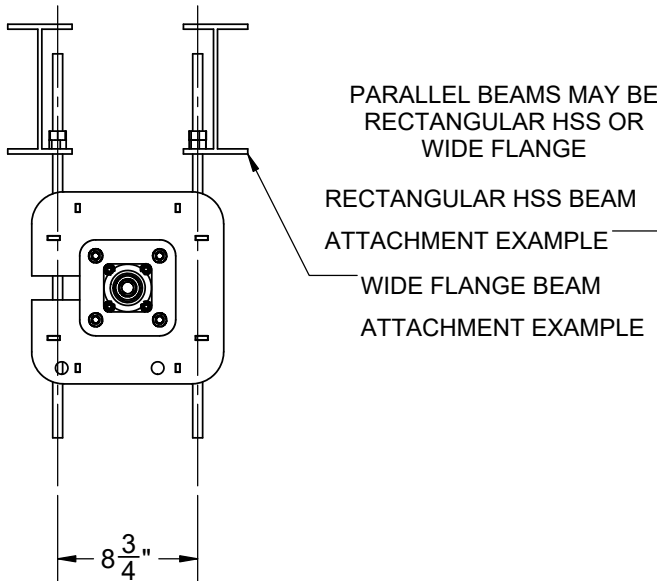 PARALLEL BEAMS MAY BE
RECTANGULAR HSS OR
WIDE FLANGE
RECTANGULAR HSS BEAM
ATTACHMENT EXAMPLE
WIDE FLANGE BEAM
ATTACHMENT EXAMPLE
8 3/4"